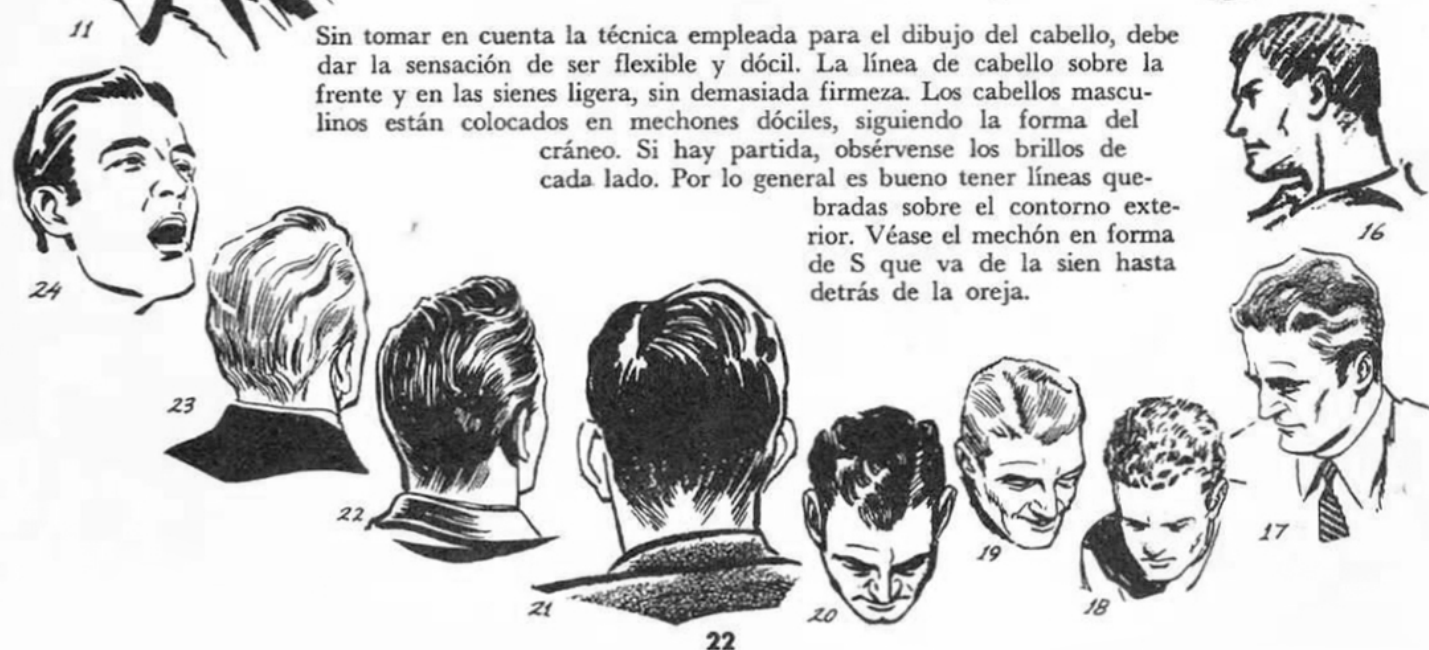 11
Sin tomar en cuenta la técnica empleada para el dibujo del cabello, debe
dar la sensación de ser flexible y dócil. La línea de cabello sobre la
frente y en las sienes ligera, sin demasiada firmeza. Los cabellos mascu-
linos están colocados en mechones dóciles, siguiendo la forma del
cráneo. Si hay partida, obsérvense los brillos de
cada lado. Por lo general es bueno tener líneas que-
bradas sobre el contorno exte-
rior. Véase el mechón en forma
de S que va de la sien hasta
detrás de la oreja.
16
24
23
22
21
20
19
18
17
22